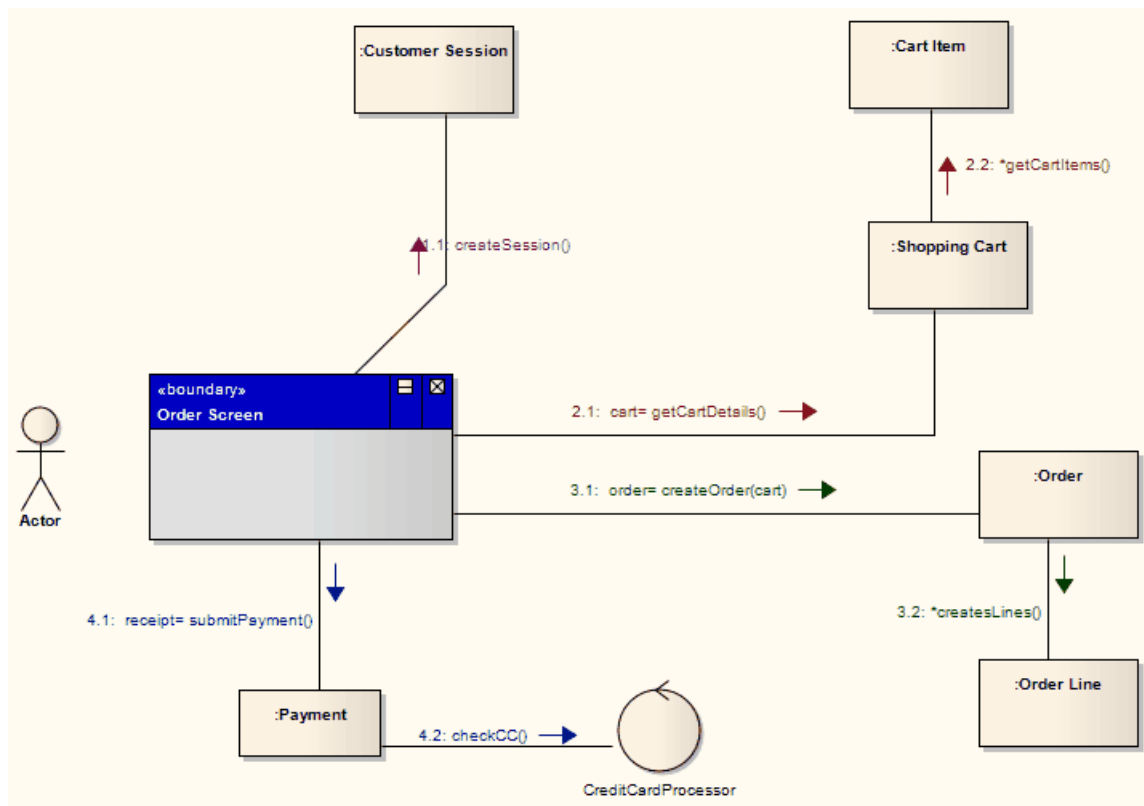 :Customer Session
:Cart Item
2.2: *getCartItems()
1.1: createSession()
:Shopping Cart
«boundary»
Order Screen
2.1: cart= getCartDetails()
:Order
3.1: order= createOrder(cart)
Actor
3.2: *createsLines()
4.1: receipt= submitPayment()
:Order Line
:Payment
4.2: checkCC()
CreditCardProcessor